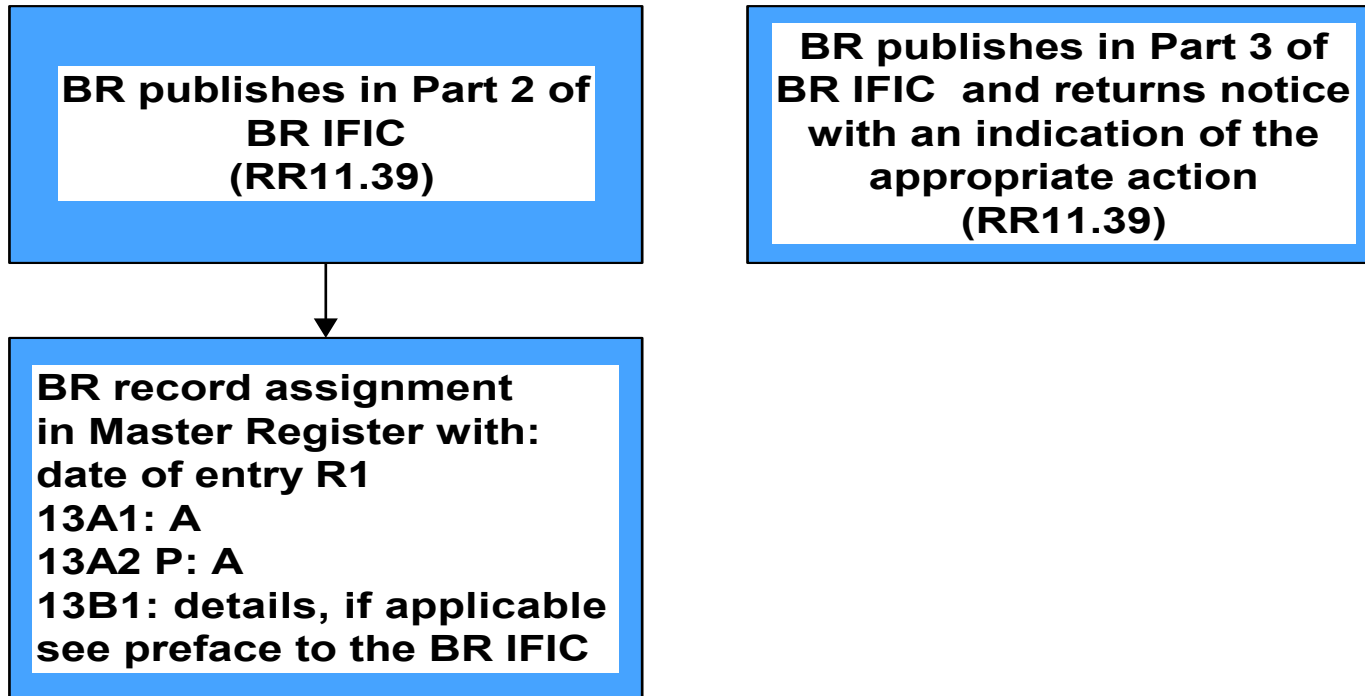 BR publishes in Part 2 of
BR IFIC
(RR11.39)
BR publishes in Part 3 of
BR IFIC  and returns notice
with an indication of the
appropriate action
(RR11.39)
BR record assignment
in Master Register with:
date of entry R1
13A1: A
13A2 P: A
13B1: details, if applicable
see preface to the BR IFIC